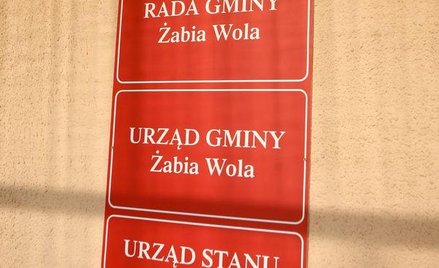 RADA GMINY
Żabia Wola
URZĄD GMINY
Żabia Wola
URZĄD STANU